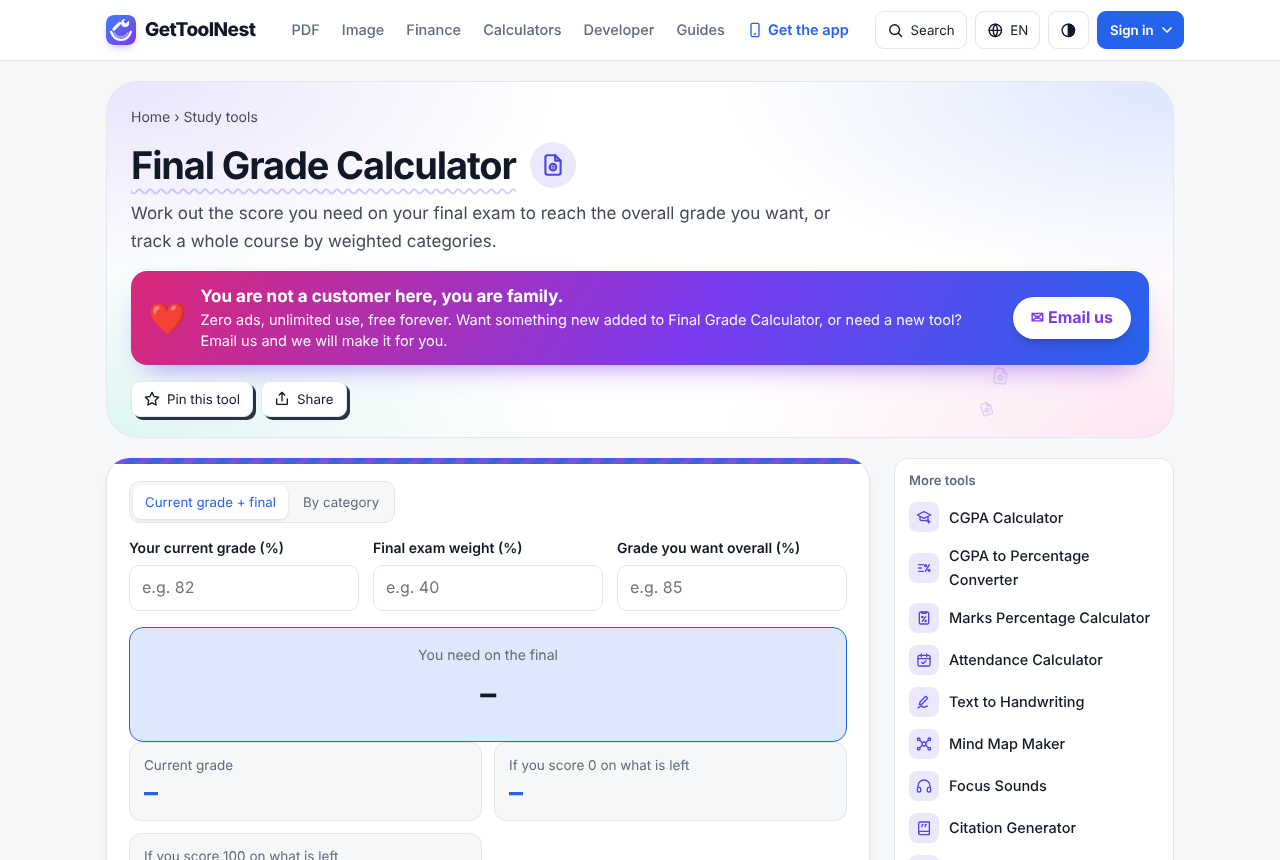 GetToolNest
PDF
Image
Finance
Calculators
Developer
Guides
Get the app
Search
EN
Sign in
Home › Study tools
Final Grade Calculator
Work out the score you need on your final exam to reach the overall grade you want, or
track a whole course by weighted categories.
You are not a customer here, you are family.
Zero ads, unlimited use, free forever. Want something new added to Final Grade Calculator, or need a new tool?
Email us and we will make it for you.
✉ Email us
Pin this tool
Share
Current grade + final
By category
Your current grade (%)
Final exam weight (%)
Grade you want overall (%)
e.g. 82
e.g. 40
e.g. 85
You need on the final
–
Current grade
–
If you score 0 on what is left
–
If you score 100 on what is left
More tools
CGPA Calculator
CGPA to Percentage
Converter
Marks Percentage Calculator
Attendance Calculator
Text to Handwriting
Mind Map Maker
Focus Sounds
Citation Generator